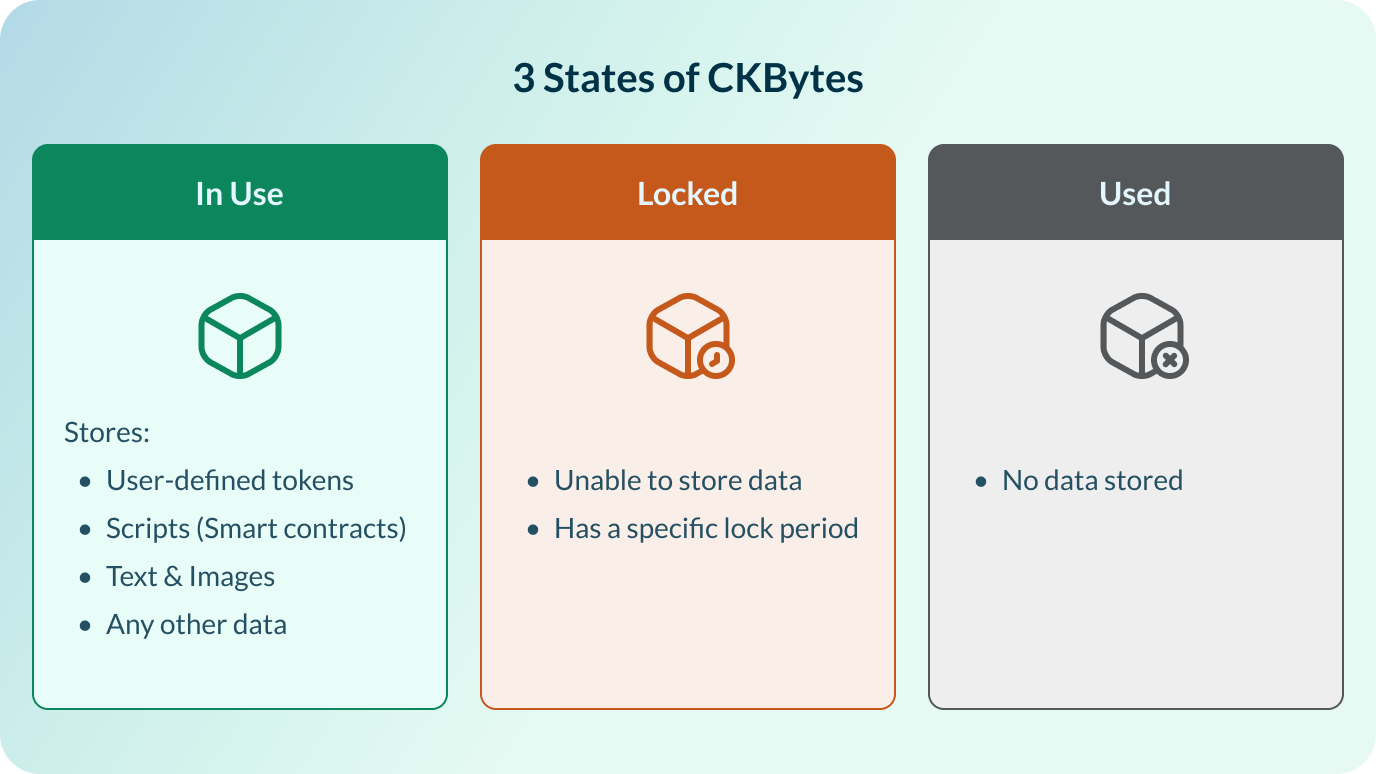 3 States of CKBytes
In Use
Stores:
• User-defined tokens
• Scripts (Smart contracts)
• Text & Images
• Any other data
Locked
• Unable to store data
• Has a specific lock period
Used
• No data stored